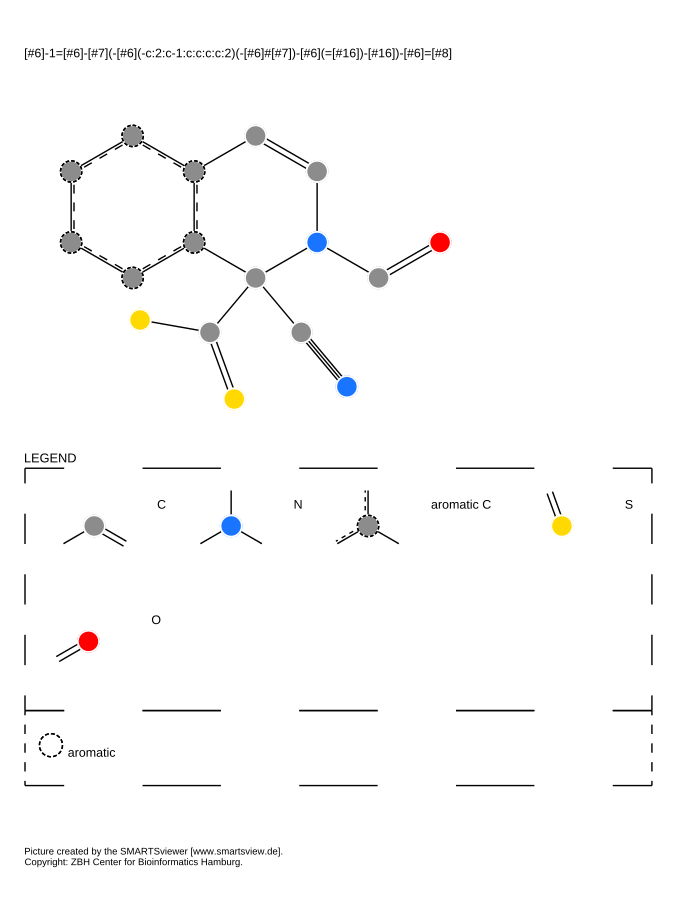 [#6]-1=[#6]-[#7](-[#6](-c:2:c-1:c:c:c:c:2)(-[#6]#[#7])-[#6](=[#16])-[#16])-[#6]=[#8]
LEGEND
C N aromatic C S
O
aromatic
Picture created by the SMARTSviewer [www.smartsview.de].
Copyright: ZBH Center for Bioinformatics Hamburg.